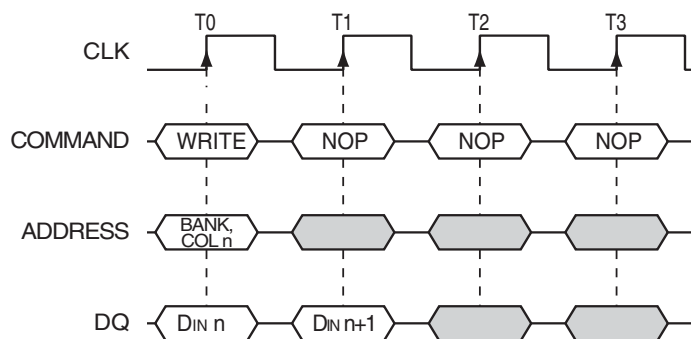 T0 T1 T2 T3
CLK
COMMAND WRITE NOP NOP NOP
ADDRESS BANK,
COL n
DQ DIN n DIN n+1